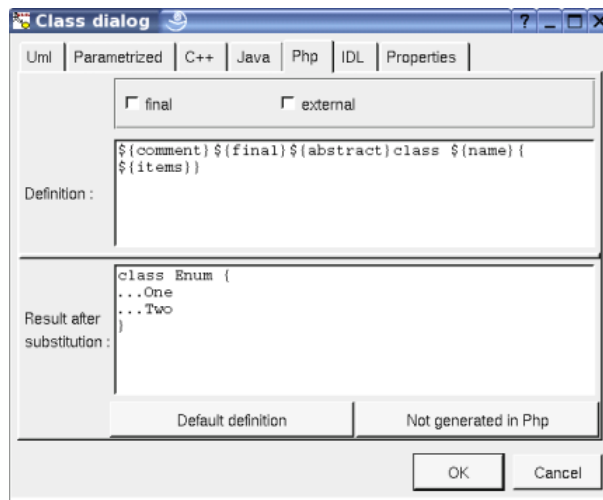 Class dialog
Uml Parametrized C++ Java Php IDL Properties
final external
${comment}${final}${abstract}class ${name}{
${items}}
Definition :
class Enum {
...One
...Two
}
Result after
substitution :
Default definition Not generated in Php
OK Cancel